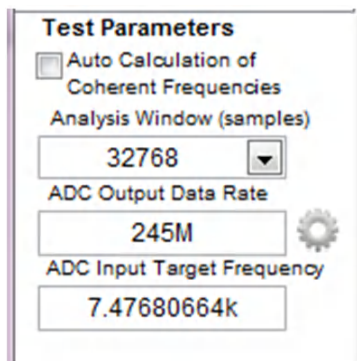 Test Parameters
Auto Calculation of
Coherent Frequencies
Analysis Window (samples)
32768
ADC Output Data Rate
245M
ADC Input Target Frequency
7.47680664k